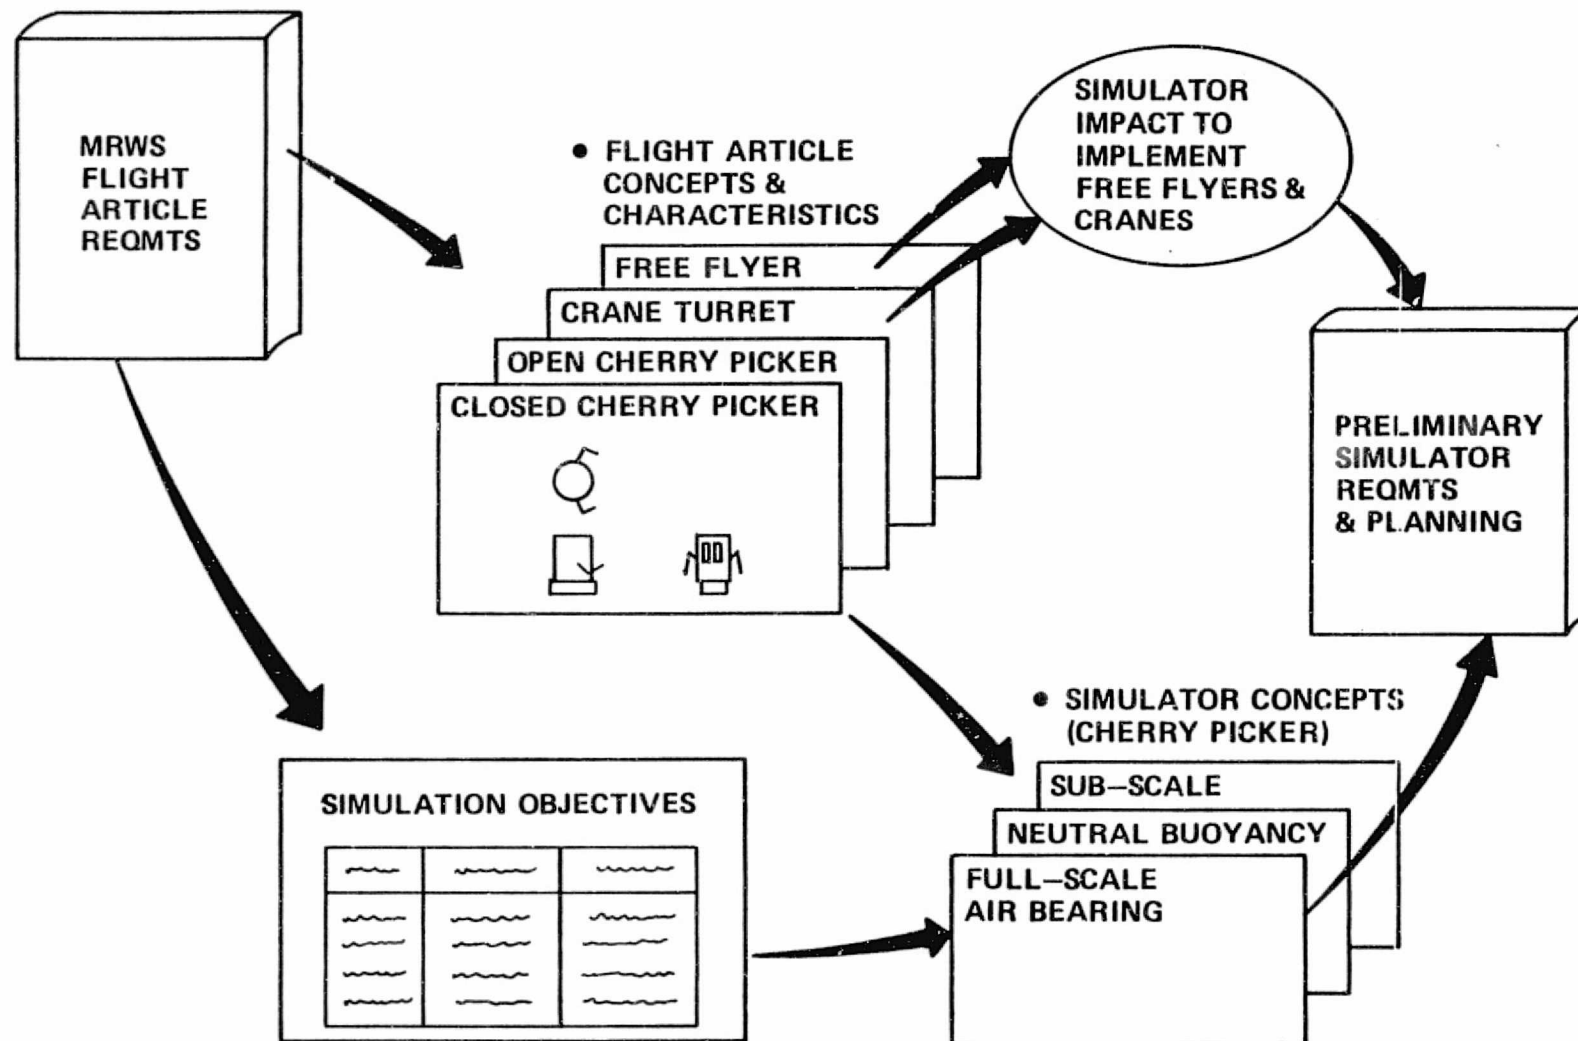 MRWS
FLIGHT
ARTICLE
REQMTS
• FLIGHT ARTICLE
CONCEPTS &
CHARACTERISTICS
FREE FLYER
CRANE TURRET
OPEN CHERRY PICKER
CLOSED CHERRY PICKER
SIMULATOR
IMPACT TO
IMPLEMENT
FREE FLYERS &
CRANES
PRELIMINARY
SIMULATOR
REQMTS
& PLANNING
SIMULATION OBJECTIVES
• SIMULATOR CONCEPTS
(CHERRY PICKER)
SUB–SCALE
NEUTRAL BUOYANCY
FULL–SCALE
AIR BEARING